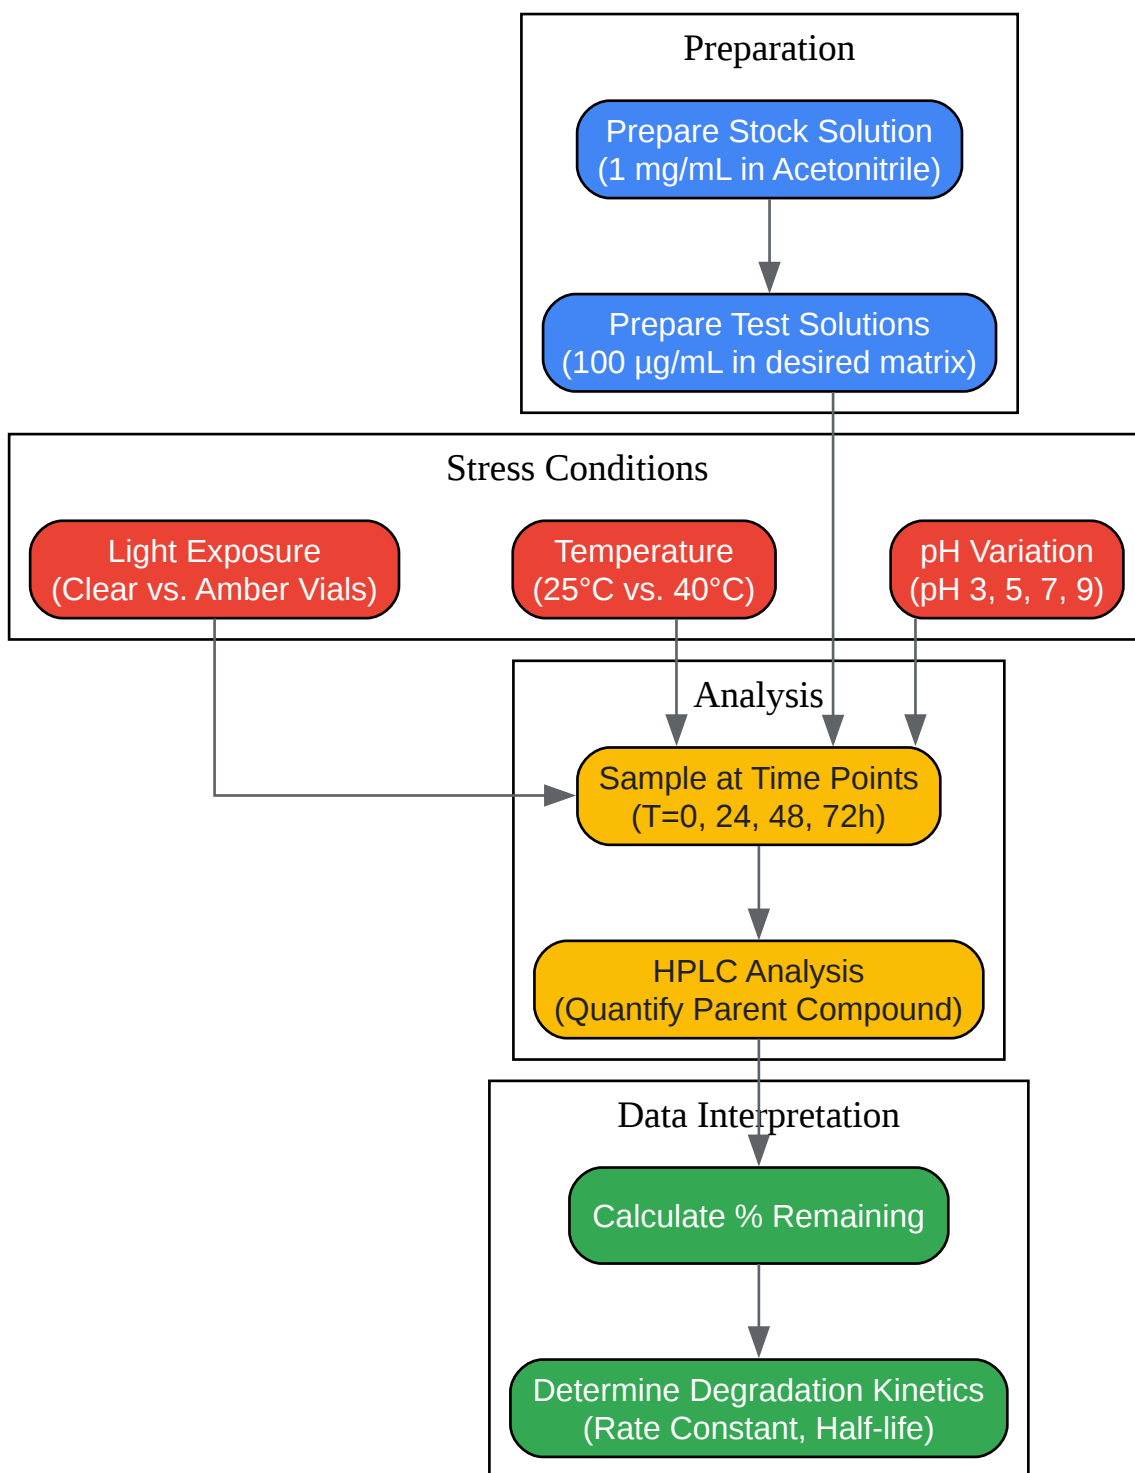 Preparation
Prepare Stock Solution
(1 mg/mL in Acetonitrile)
Prepare Test Solutions
(100 µg/mL in desired matrix)
Stress Conditions
Light Exposure
(Clear vs. Amber Vials)
Temperature
(25°C vs. 40°C)
pH Variation
(pH 3, 5, 7, 9)
Analysis
Sample at Time Points
(T=0, 24, 48, 72h)
HPLC Analysis
(Quantify Parent Compound)
Data Interpretation
Calculate % Remaining
Determine Degradation Kinetics
(Rate Constant, Half-life)